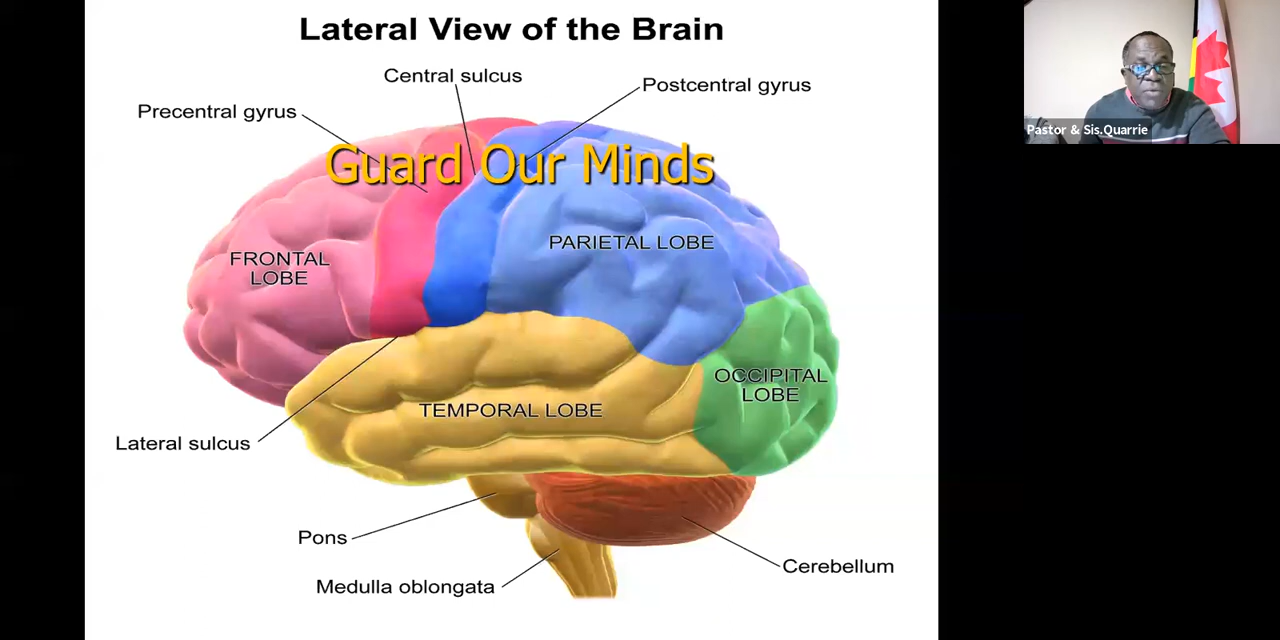 Lateral View of the Brain
Central sulcus
Postcentral gyrus
Precentral gyrus
Pastor & Sis.Quarrie
Guard Our Minds
PARIETAL LOBE
FRONTAL
LOBE
OCCIPITAL
LOBE
TEMPORAL LOBE
Lateral sulcus
Pons
Cerebellum
Medulla oblongata